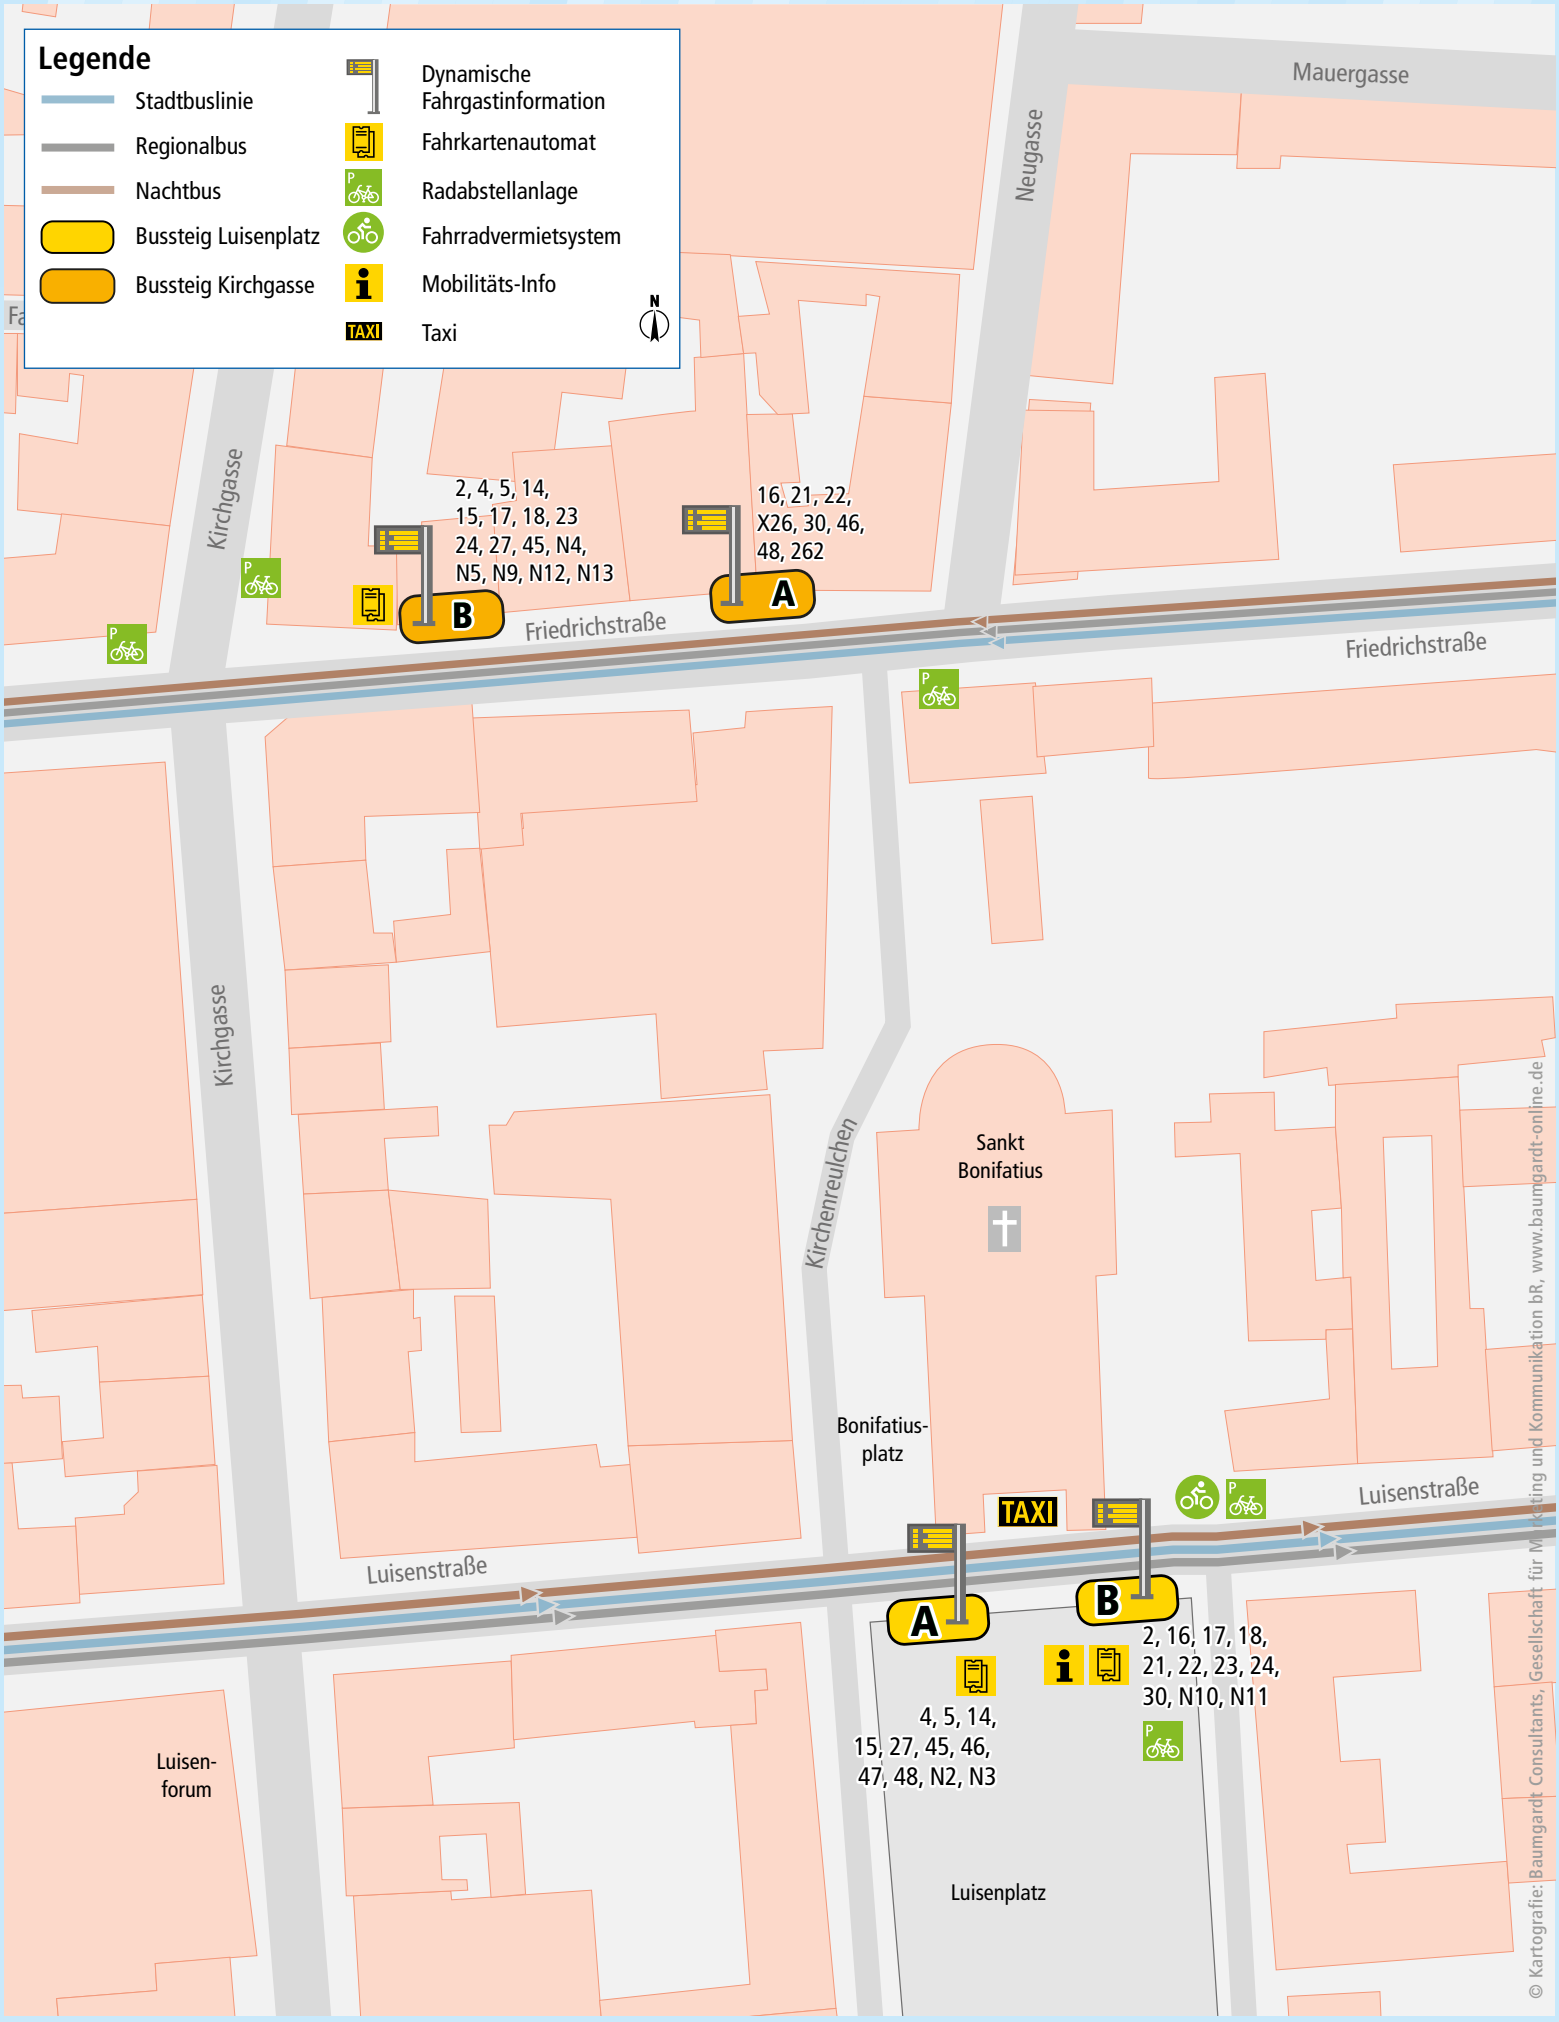 Legende
Stadtbuslinie
Regionalbus
Nachtbus
Bussteig Luisenplatz
Bussteig Kirchgasse
Dynamische
Fahrgastinformation
Fahrkartenautomat
P
Radabstellanlage
Fahrradvermietsystem
i
Mobilitäts-Info
TAXI
Taxi
N
Fa
Mauergasse
Neugasse
Kirchgasse
2, 4, 5, 14,
15, 17, 18, 23
24, 27, 45, N4,
N5, N9, N12, N13
B
16, 21, 22,
X26, 30, 46,
48, 262
A
P
P
Friedrichstraße
Friedrichstraße
P
Kirchgasse
Kirchenreulchen
Sankt
Bonifatius
Bonifatius-
platz
TAXI
P
Luisenstraße
Luisenstraße
A
B
i
2, 16, 17, 18,
21, 22, 23, 24,
30, N10, N11
4, 5, 14,
15, 27, 45, 46,
47, 48, N2, N3
P
Luisen-
forum
Luisenplatz
© Kartografie: Baumgardt Consultants, Gesellschaft für Marketing und Kommunikation bR, www.baumgardt-online.de